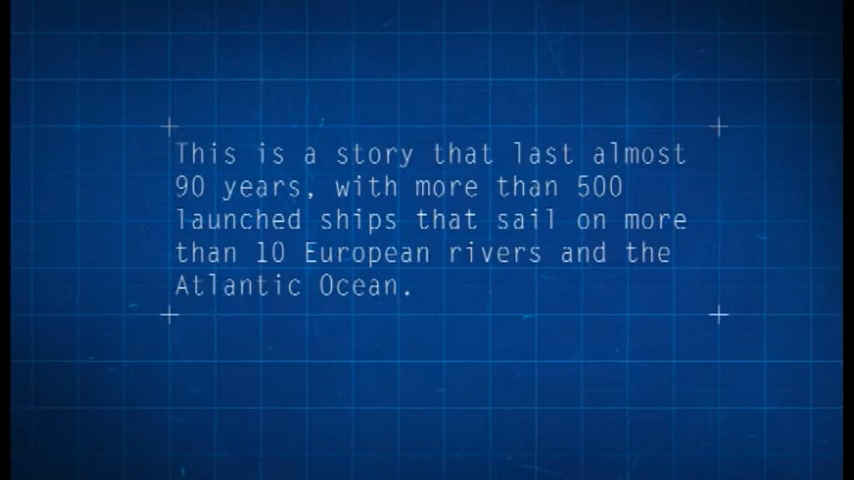 This is a story that last almost
90 years, with more than 500
launched ships that sail on more
than 10 European rivers and the
Atlantic Ocean.